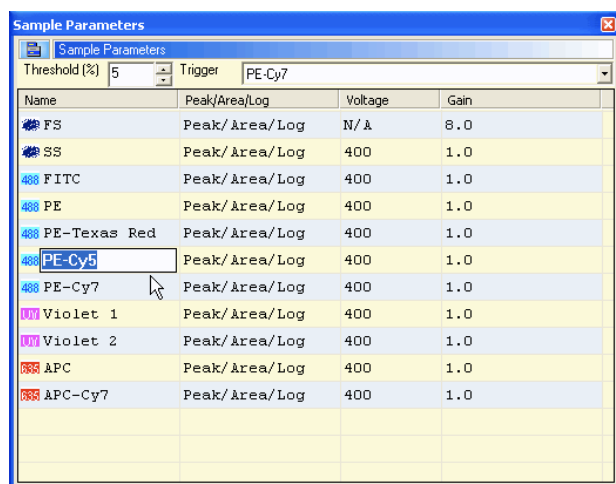 Sample Parameters
Sample Parameters
Threshold (%) 5 Trigger PE-Cy7
Name Peak/Area/Log Voltage Gain
FS Peak/Area/Log N/A 8.0
SS Peak/Area/Log 400 1.0
488 FITC Peak/Area/Log 400 1.0
488 PE Peak/Area/Log 400 1.0
488 PE-Texas Red Peak/Area/Log 400 1.0
488 PE-Cy5 Peak/Area/Log 400 1.0
488 PE-Cy7 Peak/Area/Log 400 1.0
UV Violet 1 Peak/Area/Log 400 1.0
UV Violet 2 Peak/Area/Log 400 1.0
635 APC Peak/Area/Log 400 1.0
635 APC-Cy7 Peak/Area/Log 400 1.0